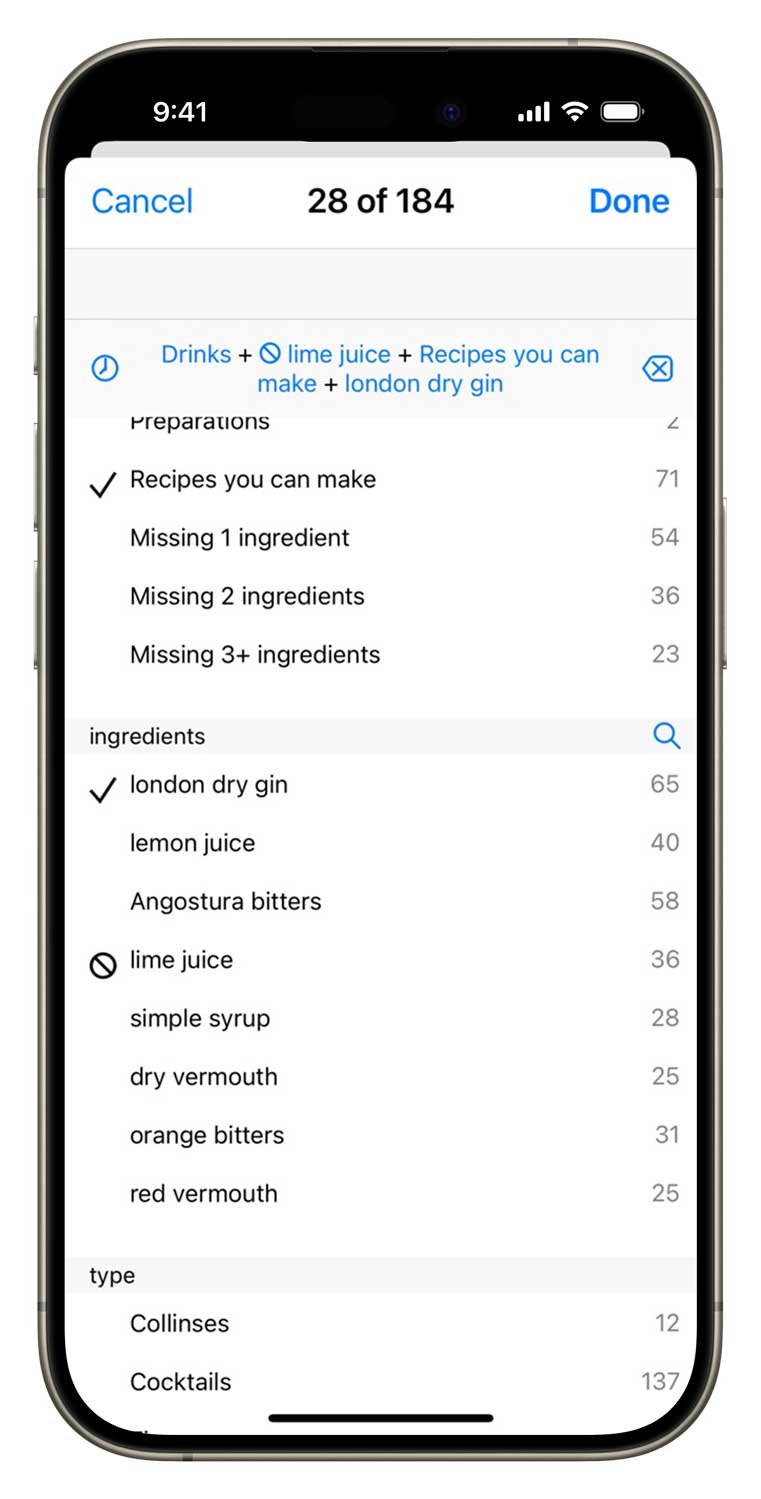 9:41
Cancel 28 of 184 Done
Drinks + lime juice + Recipes you can
make + london dry gin
Preparations 2
Recipes you can make 71
Missing 1 ingredient 54
Missing 2 ingredients 36
Missing 3+ ingredients 23
ingredients
london dry gin 65
lemon juice 40
Angostura bitters 58
lime juice 36
simple syrup 28
dry vermouth 25
orange bitters 31
red vermouth 25
type
Collinses 12
Cocktails 137